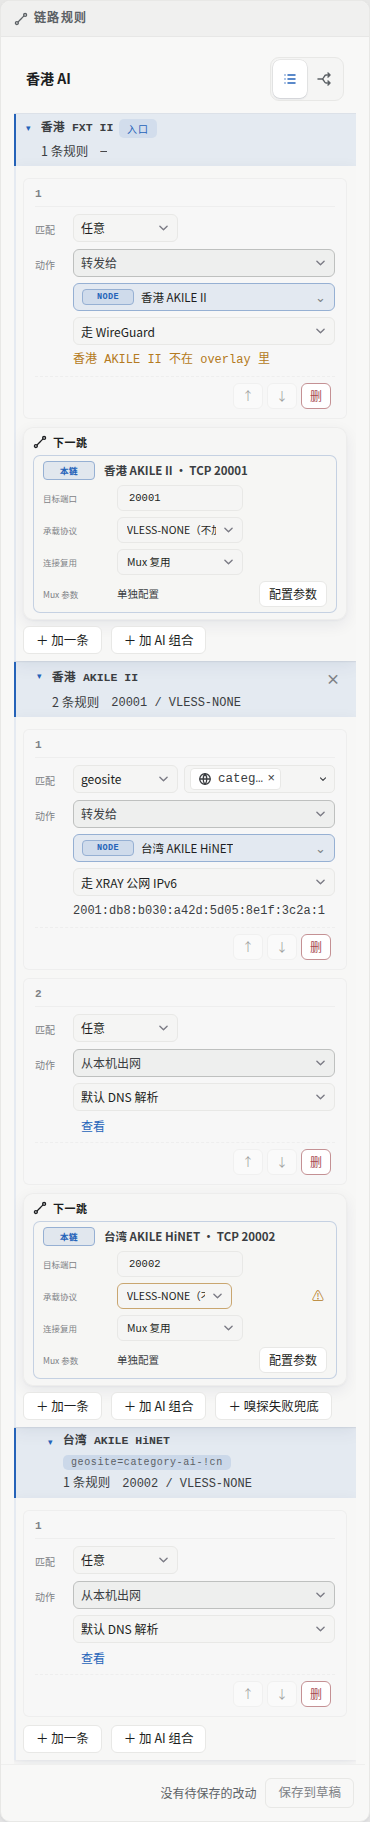 链路规则
香港 AI
香港 FXT II 入口
1 条规则 —
1
匹配 任意
动作 转发给
NODE 香港 AKILE II
走 WireGuard
香港 AKILE II 不在 overlay 里
↑ ↓ 删
下一跳
本链 香港 AKILE II • TCP 20001
目标端口 20001
承载协议 VLESS-NONE（不加
连接复用 Mux 复用
Mux 参数 单独配置 配置参数
＋ 加一条 ＋ 加 AI 组合
香港 AKILE II ×
2 条规则 20001 / VLESS-NONE
1
匹配 geosite categ… ×
动作 转发给
NODE 台湾 AKILE HiNET
走 XRAY 公网 IPv6
2001:db8:b030:a42d:5d05:8e1f:3c2a:1
↑ ↓ 删
2
匹配 任意
动作 从本机出网
默认 DNS 解析
查看
↑ ↓ 删
下一跳
本链 台湾 AKILE HiNET • TCP 20002
目标端口 20002
承载协议 VLESS-NONE（
连接复用 Mux 复用
Mux 参数 单独配置 配置参数
＋ 加一条 ＋ 加 AI 组合 ＋ 嗅探失败兜底
台湾 AKILE HiNET
geosite=category-ai-!cn
1 条规则 20002 / VLESS-NONE
1
匹配 任意
动作 从本机出网
默认 DNS 解析
查看
↑ ↓ 删
＋ 加一条 ＋ 加 AI 组合
没有待保存的改动 保存到草稿